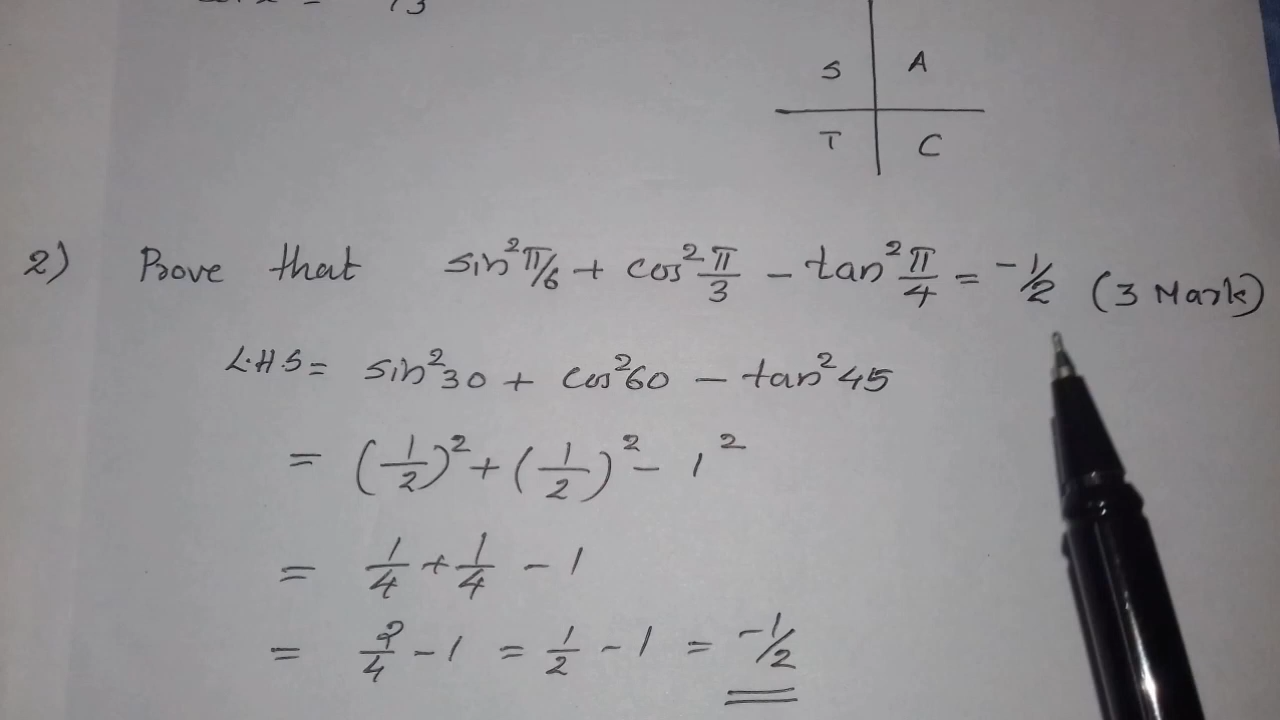 S A
T C
2) Prove that sin²π/6 + cos²π/3 - tan²π/4 = -1/2 (3 Mark)
L.H.S = sin²30 + cos²60 - tan²45
= (1/2)² + (1/2)² - 1²
= 1/4 + 1/4 - 1
= 2/4 - 1 = 1/2 - 1 = -1/2